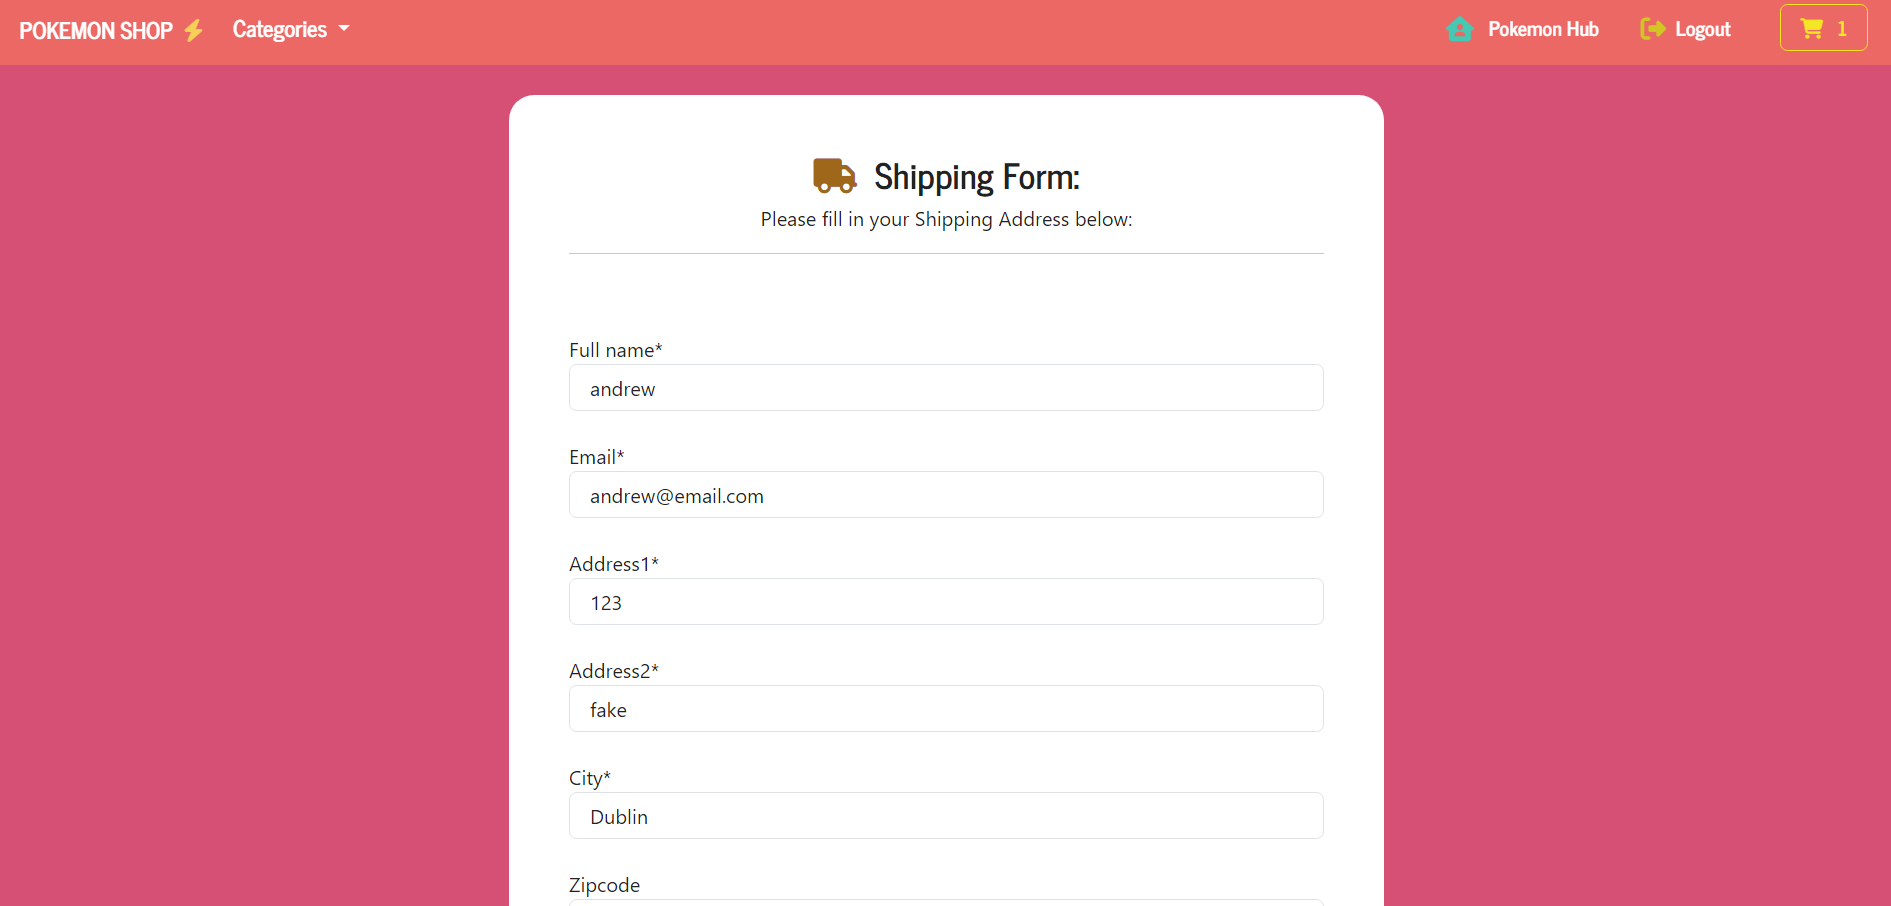 POKEMON SHOP Categories Pokemon Hub Logout 1
Shipping Form:
Please fill in your Shipping Address below:
Full name*
andrew
Email*
andrew@email.com
Address1*
123
Address2*
fake
City*
Dublin
Zipcode